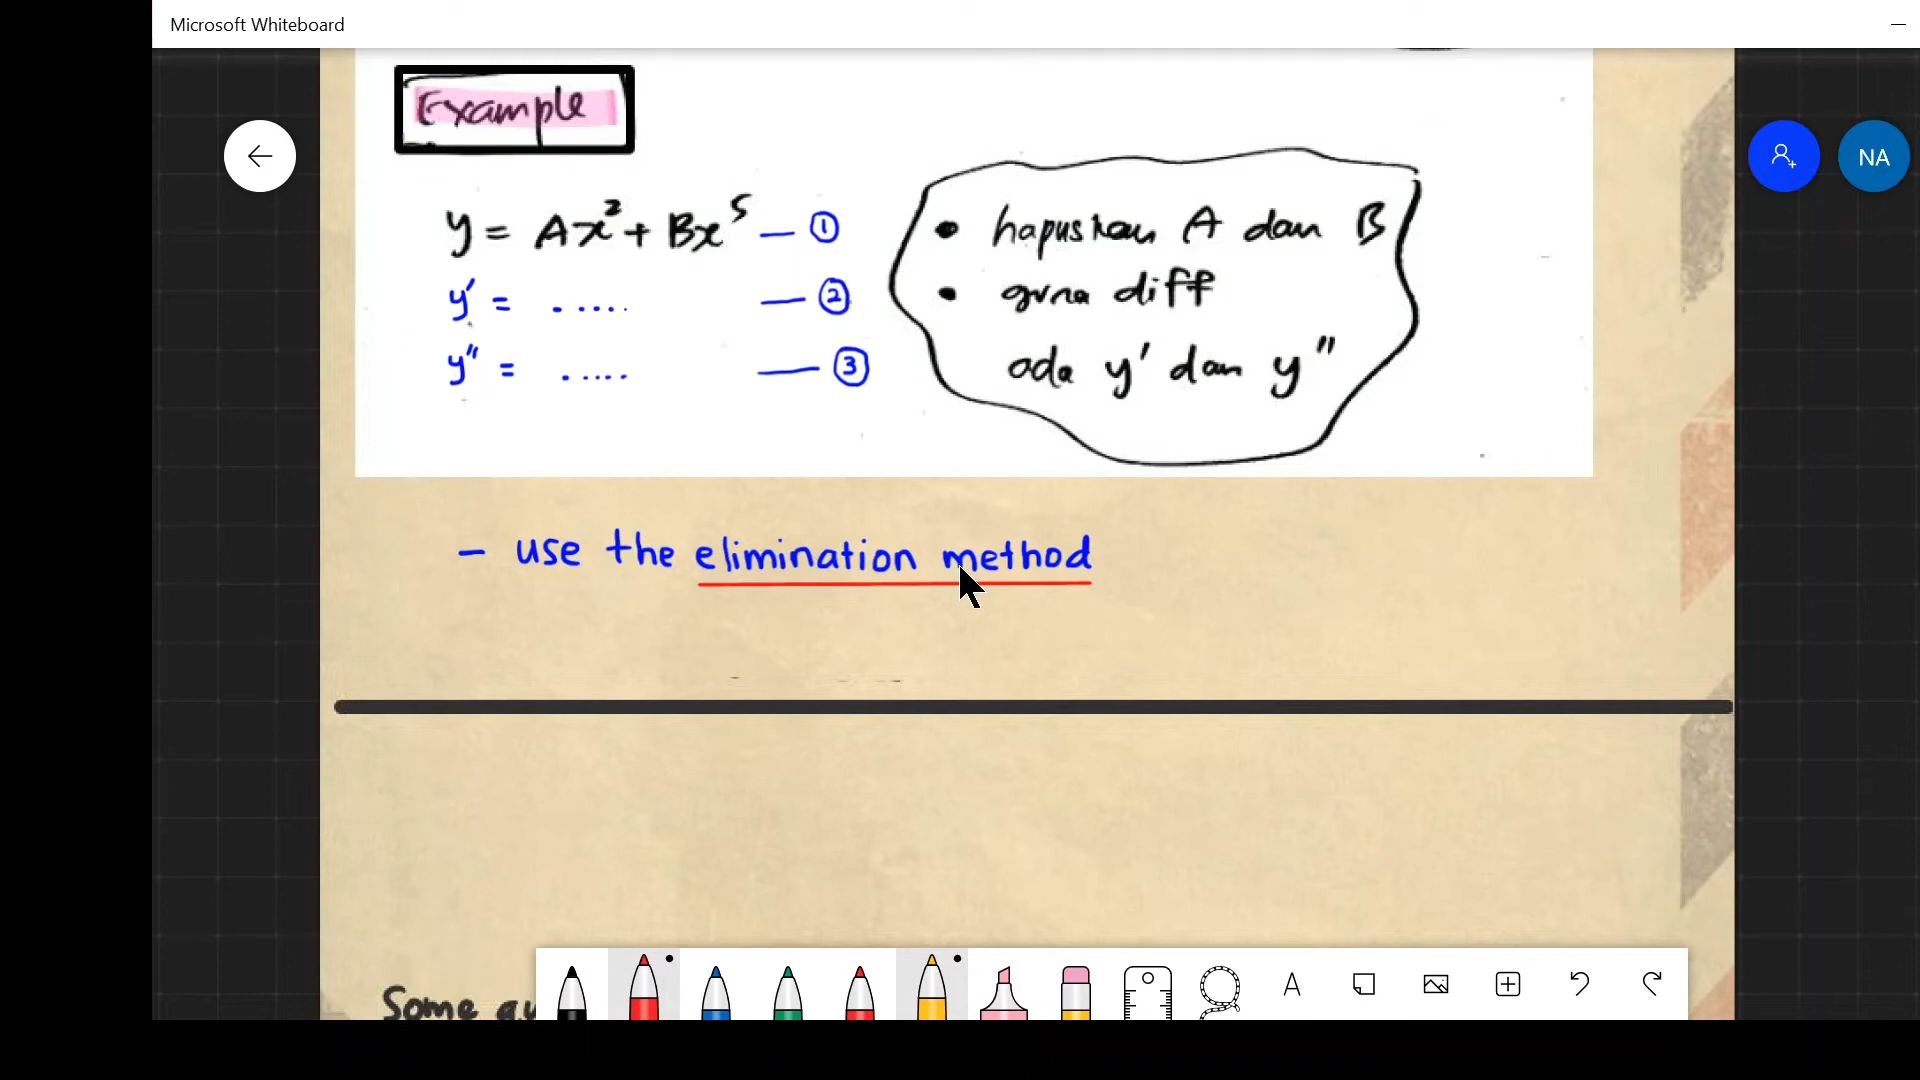 Microsoft Whiteboard
Example
y = Ax² + Bx⁵ — ①
y' = ..... — ②
y'' = ..... — ③
• hapuskan A dan B
• guna diff
ada y' dan y''
NA
- use the elimination method
Some
A